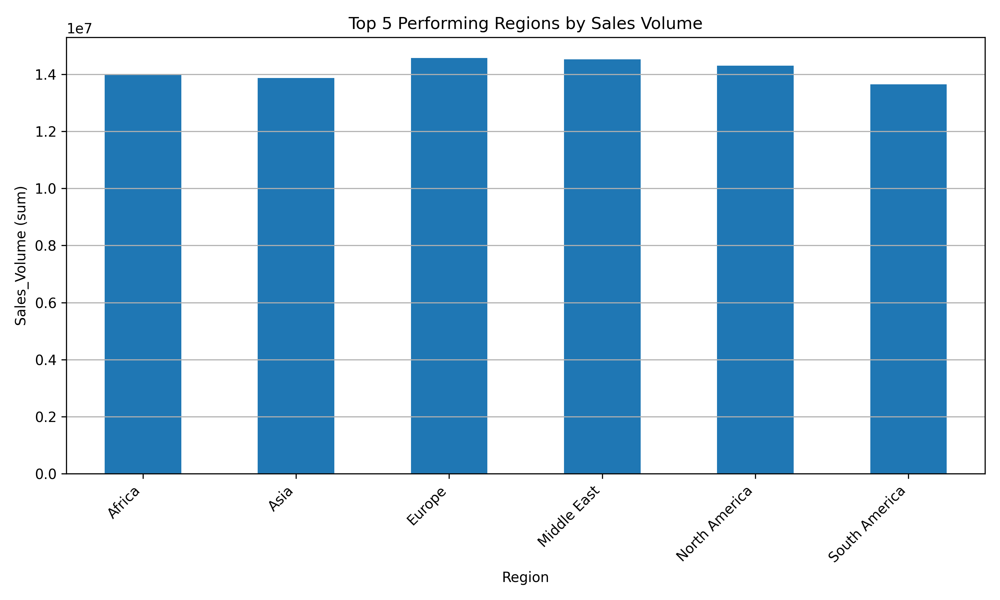 Top 5 Performing Regions by Sales Volume
1e7
1.4
1.2
1.0
0.8
0.6
0.4
0.2
0.0
Sales_Volume (sum)
Africa
Asia
Europe
Middle East
North America
South America
Region